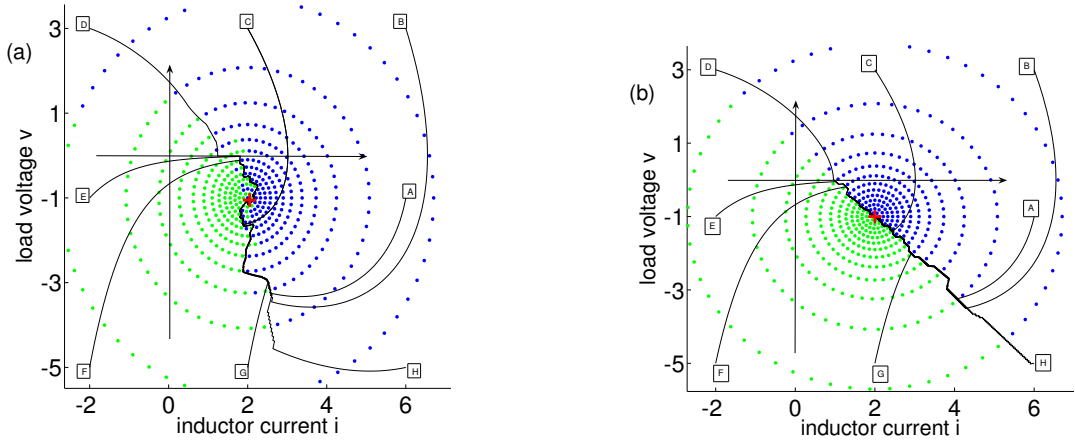 (a)
load voltage v
3
1
-1
-3
-5
-2
0
2
4
6
inductor current i
D
C
B
E
A
F
G
H
(b)
load voltage v
3
1
-1
-3
-5
-2
0
2
4
6
inductor current i
D
C
B
E
A
F
G
H